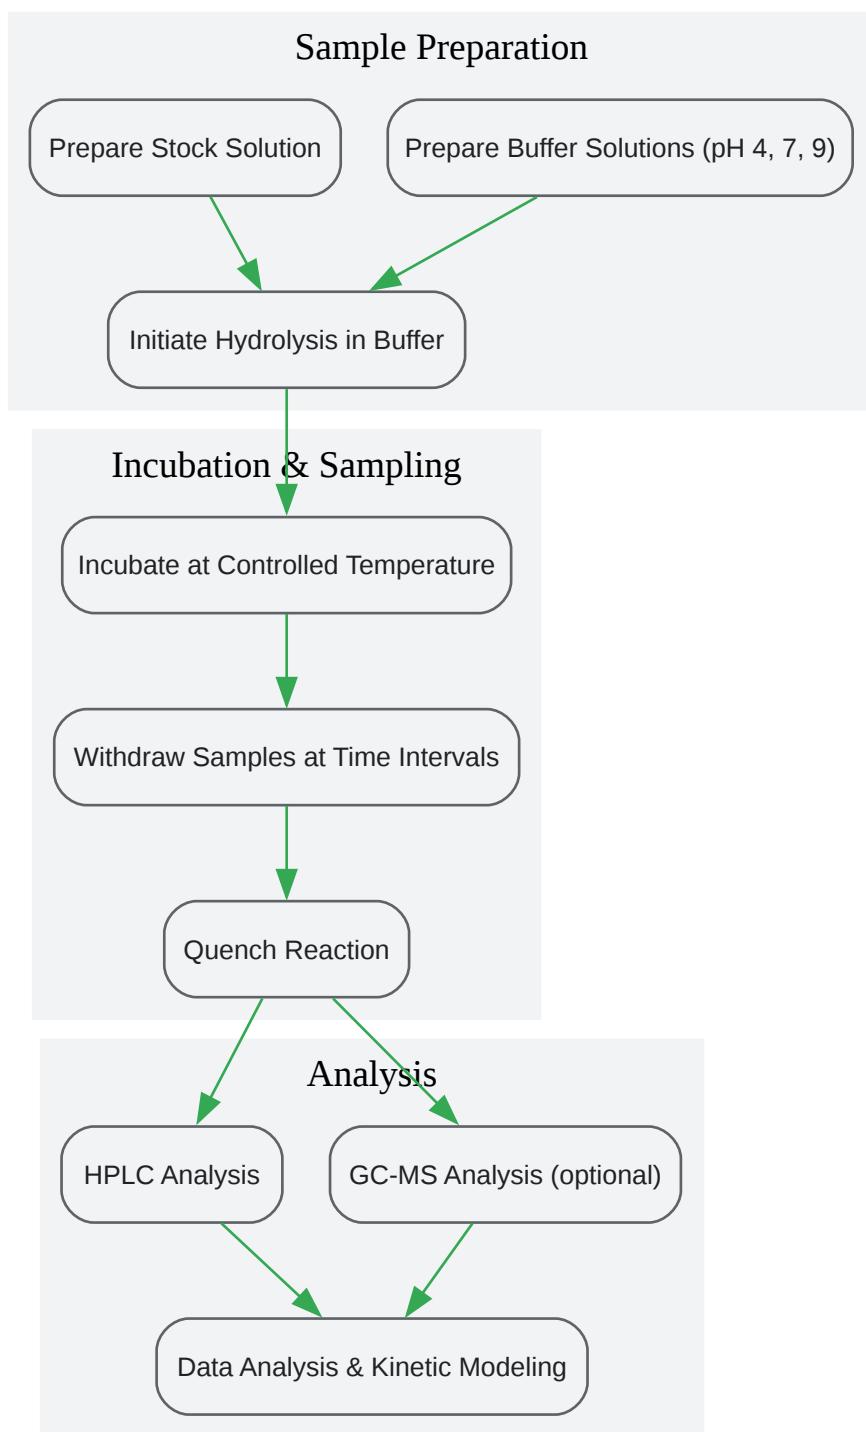 Sample Preparation
Prepare Stock Solution
Prepare Buffer Solutions (pH 4, 7, 9)
Initiate Hydrolysis in Buffer
Incubation & Sampling
Incubate at Controlled Temperature
Withdraw Samples at Time Intervals
Quench Reaction
Analysis
HPLC Analysis
GC-MS Analysis (optional)
Data Analysis & Kinetic Modeling